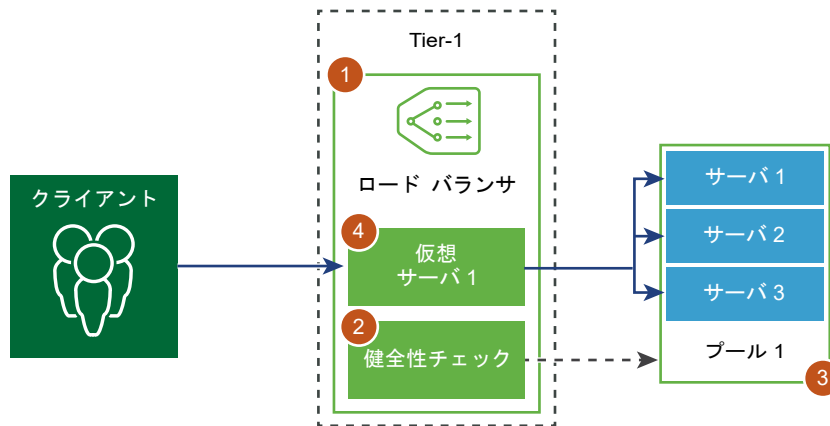 Tier-1
1
ロード バランサ
クライアント
4
仮想
サーバ 1
2
健全性チェック
サーバ 1
サーバ 2
サーバ 3
プール 1
3